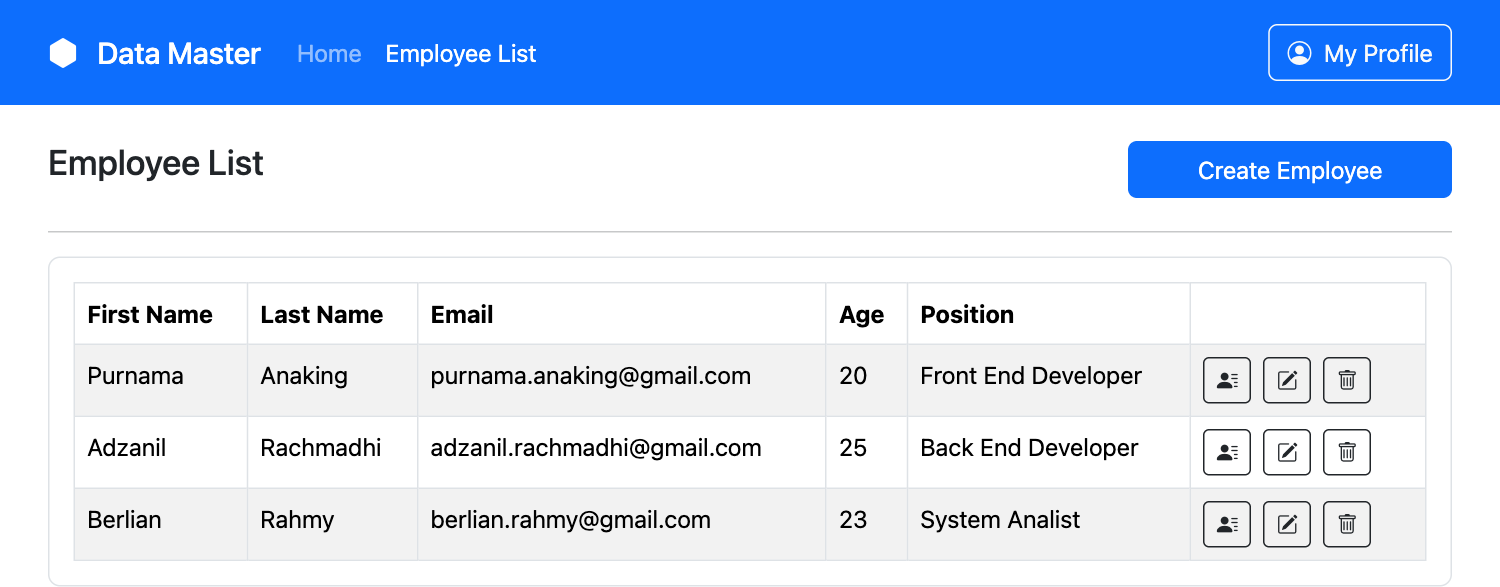 Data Master Home Employee List My Profile
Employee List Create Employee
First Name Last Name Email Age Position
Purnama Anaking purnama.anaking@gmail.com 20 Front End Developer
Adzanil Rachmadhi adzanil.rachmadhi@gmail.com 25 Back End Developer
Berlian Rahmy berlian.rahmy@gmail.com 23 System Analist